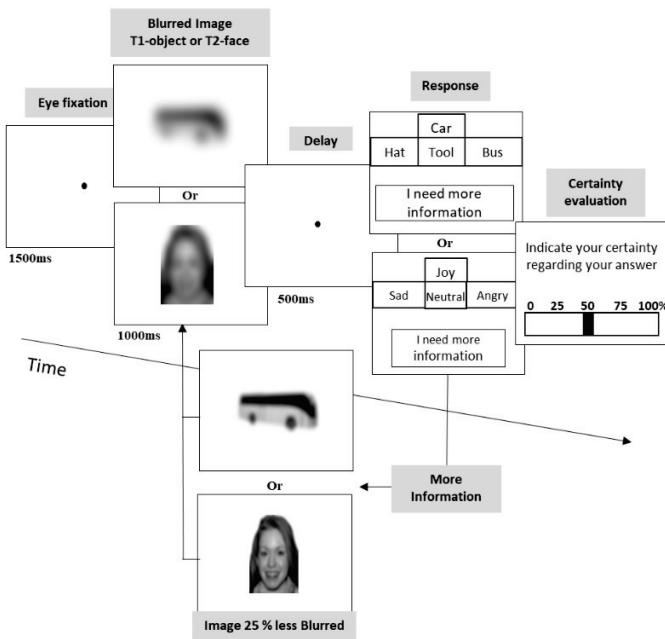 Blurred Image
T1-object or T2-face
Eye fixation
Response
Delay
Car
Hat Tool Bus
I need more
information
Or
Or
Certainty
evaluation
Indicate your certainty
regarding your answer
0 25 50 75 100%
1500ms
500ms
1000ms
Joy
Sad Neutral Angry
I need more
information
Time
More
Information
Or
Image 25 % less Blurred